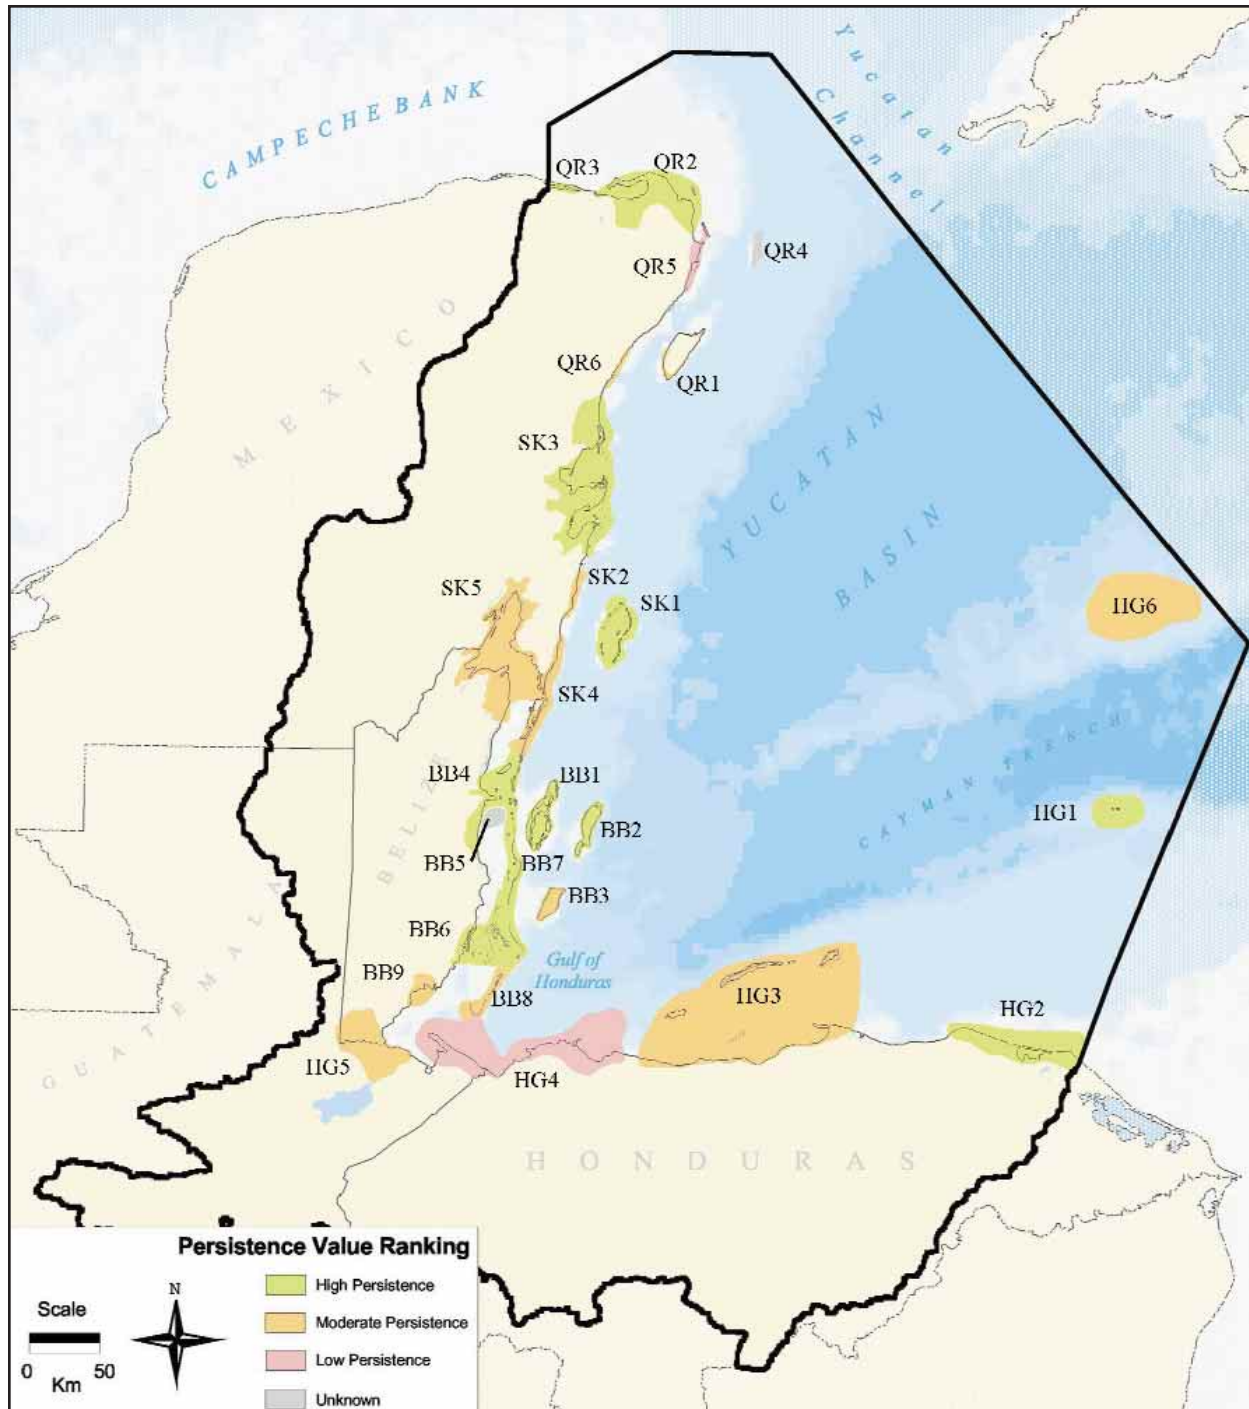 CAMPECHE BANK
Yucatan
Channel
QR3
QR2
QR4
QR5
MEXICO
QR6
QR1
SK3
YUCATAN
BASIN
SK5
SK2
SK1
HG6
SK4
CAYMAN TRENCH
BB4
BB1
BELIZE
HG1
BB2
BB5
BB7
BB3
GUATEMALA
BB6
Gulf of
Honduras
BB9
BB8
HG3
HG2
HG5
HG4
HONDURAS
Persistence Value Ranking
N
High Persistence
Scale
Moderate Persistence
Low Persistence
0 50
Km
Unknown